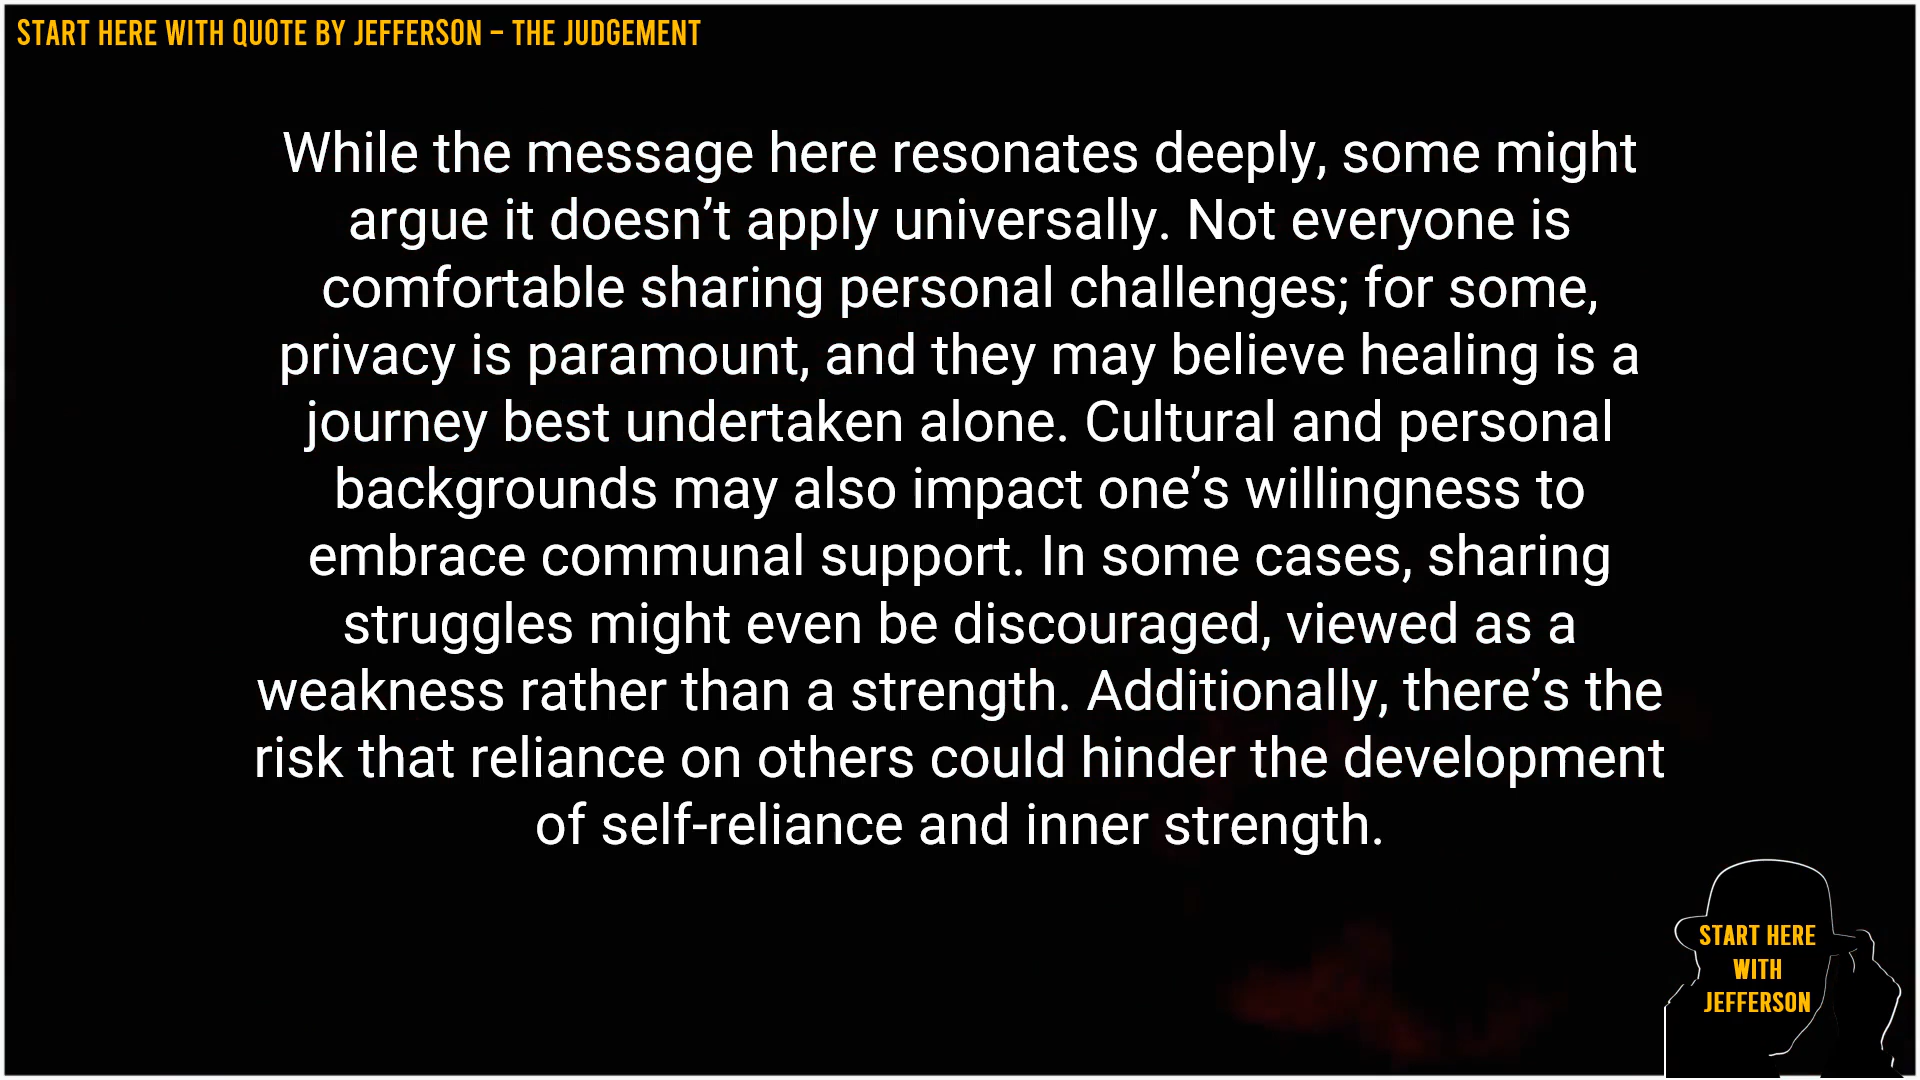 START HERE WITH QUOTE BY JEFFERSON – THE JUDGEMENT
While the message here resonates deeply, some might
argue it doesn’t apply universally. Not everyone is
comfortable sharing personal challenges; for some,
privacy is paramount, and they may believe healing is a
journey best undertaken alone. Cultural and personal
backgrounds may also impact one’s willingness to
embrace communal support. In some cases, sharing
struggles might even be discouraged, viewed as a
weakness rather than a strength. Additionally, there’s the
risk that reliance on others could hinder the development
of self-reliance and inner strength.
START HERE
WITH
JEFFERSON